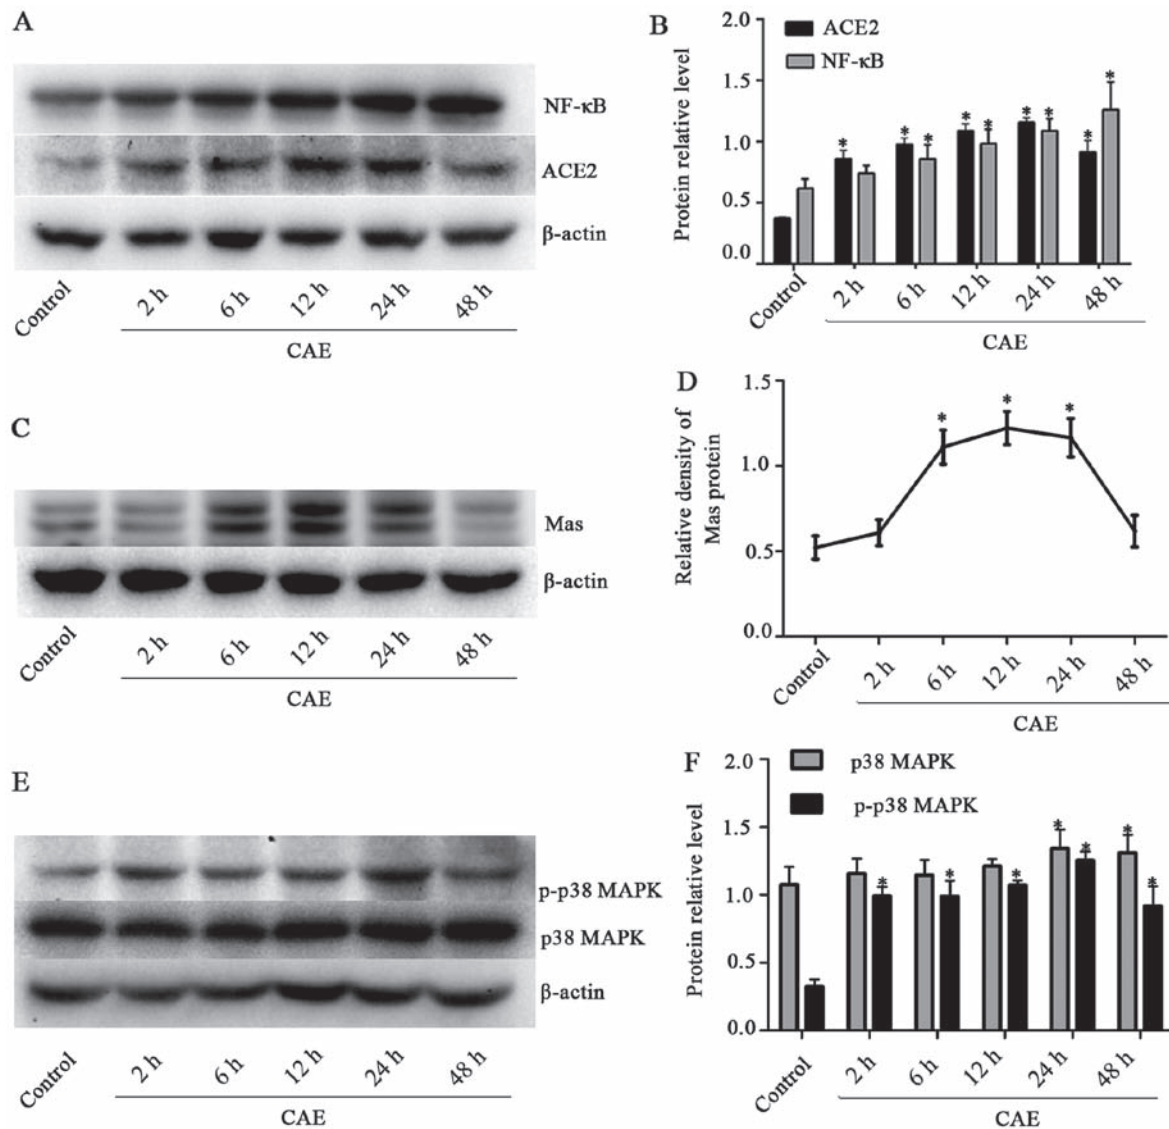 A
NF-κB
ACE2
β-actin
Control 2 h 6 h 12 h 24 h 48 h
CAE
B
ACE2
NF-κB
Protein relative level
2.0
1.5
1.0
0.5
0.0
* * * * * * * * *
Control 2 h 6 h 12 h 24 h 48 h
CAE
C
Mas
β-actin
Control 2 h 6 h 12 h 24 h 48 h
CAE
D
Relative density of
Mas protein
1.5
1.0
0.5
0.0
* * *
Control 2 h 6 h 12 h 24 h 48 h
CAE
E
p-p38 MAPK
p38 MAPK
β-actin
Control 2 h 6 h 12 h 24 h 48 h
CAE
F
p38 MAPK
p-p38 MAPK
Protein relative level
2.0
1.5
1.0
0.5
0.0
* * * * * * *
Control 2 h 6 h 12 h 24 h 48 h
CAE